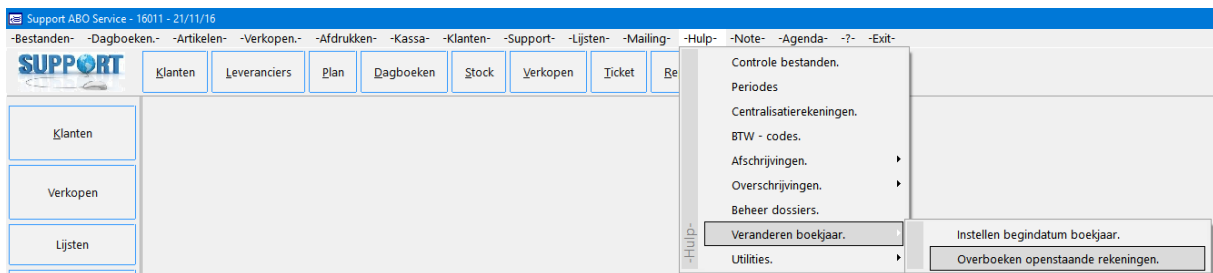 Support ABO Service - 16011 - 21/11/16
-Bestanden- -Dagboeken.- -Artikelen- -Verkopen.- -Afdrukken- -Kassa- -Klanten- -Support- -Lijsten- -Mailing- -Hulp- -Note- -Agenda- -?- -Exit-
SUPPORT Klanten Leveranciers Plan Dagboeken Stock Verkopen Ticket Re
Controle bestanden.
Periodes
Centralisatierekeningen.
BTW - codes.
Afschrijvingen.
Overschrijvingen.
Beheer dossiers.
Veranderen boekjaar.
Utilities.
-Hulp-
Instellen begindatum boekjaar.
Overboeken openstaande rekeningen.
Klanten
Verkopen
Lijsten